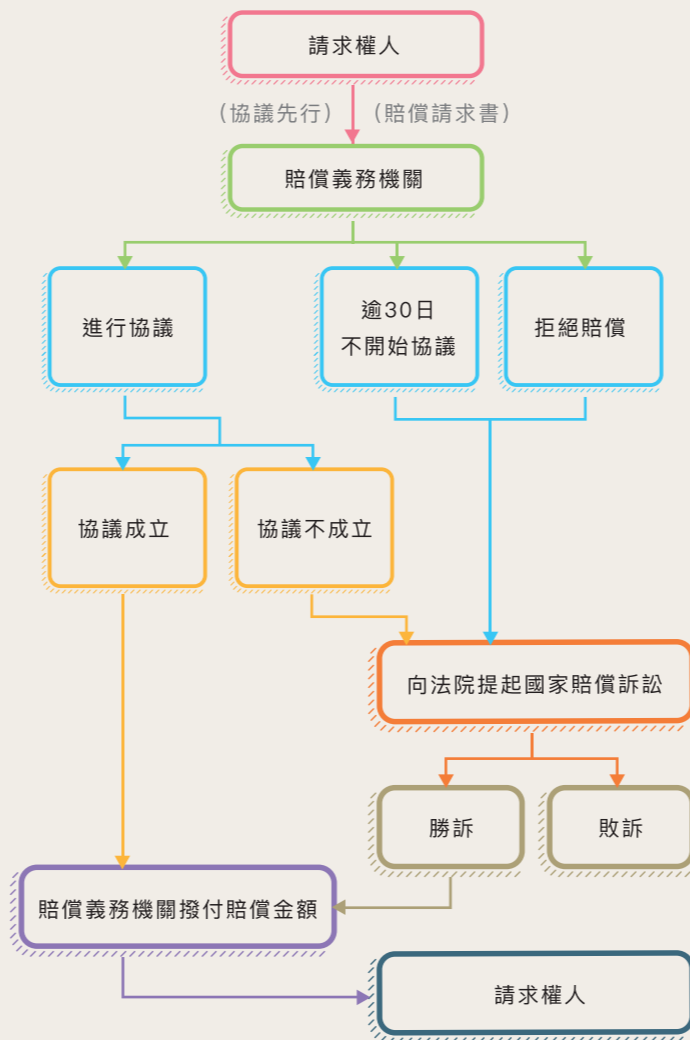 請求權人
(協議先行) (賠償請求書)
賠償義務機關
進行協議
逾30日
不開始協議
拒絕賠償
協議成立
協議不成立
向法院提起國家賠償訴訟
勝訴
敗訴
賠償義務機關撥付賠償金額
請求權人